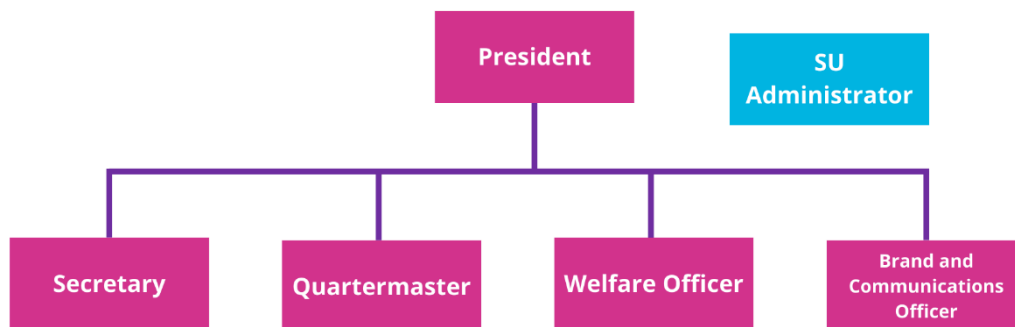 President
SU
Administrator
Secretary
Quartermaster
Welfare Officer
Brand and
Communications
Officer